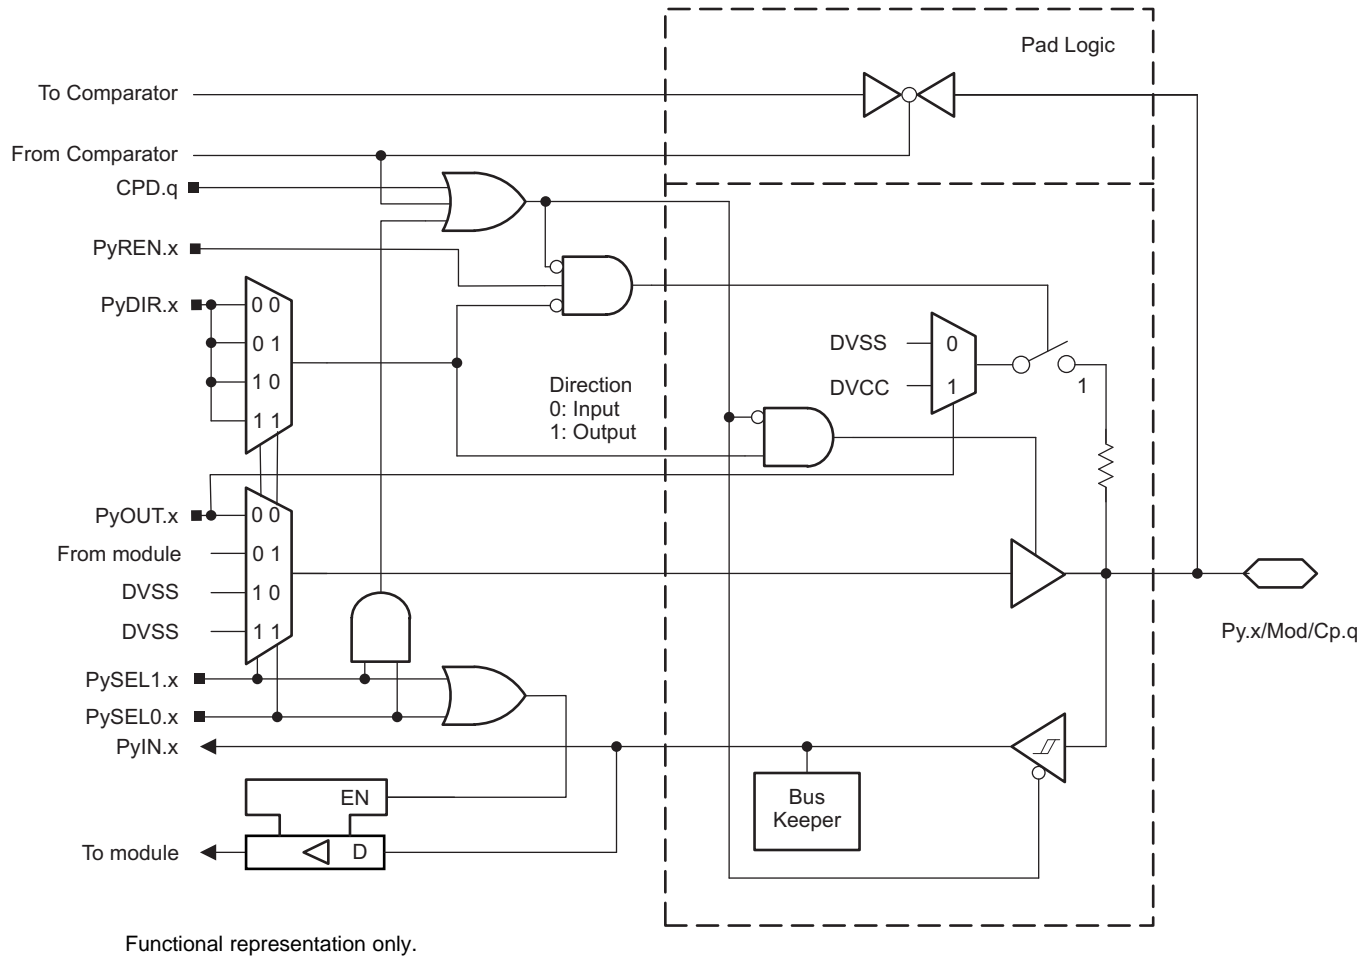 Pad Logic
To Comparator
From Comparator
CPD.q
PyREN.x
PyDIR.x
0 0
0 1
1 0
1 1
Direction
0: Input
1: Output
DVSS
0
DVCC
1
1
PyOUT.x
0 0
From module
0 1
DVSS
1 0
DVSS
1 1
Py.x/Mod/Cp.q
PySEL1.x
PySEL0.x
PyIN.x
EN
Bus
Keeper
To module
D
Functional representation only.